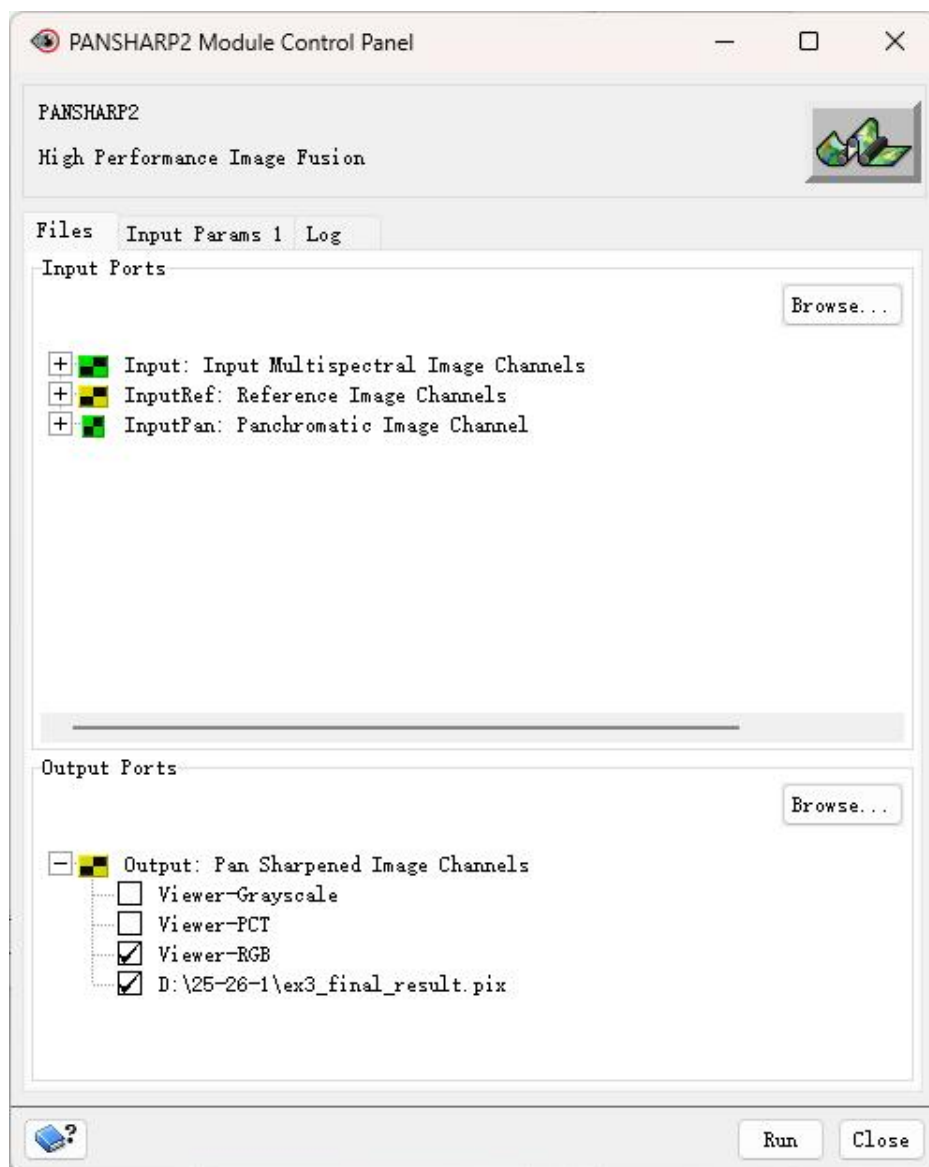 PANSHARP2 Module Control Panel
PANSHARP2
High Performance Image Fusion
Files Input Params 1 Log
Input Ports
Browse...
Input: Input Multispectral Image Channels
InputRef: Reference Image Channels
InputPan: Panchromatic Image Channel
Output Ports
Browse...
Output: Pan Sharpened Image Channels
Viewer-Grayscale
Viewer-PCT
Viewer-RGB
D:\25-26-1\ex3_final_result.pix
? Run Close